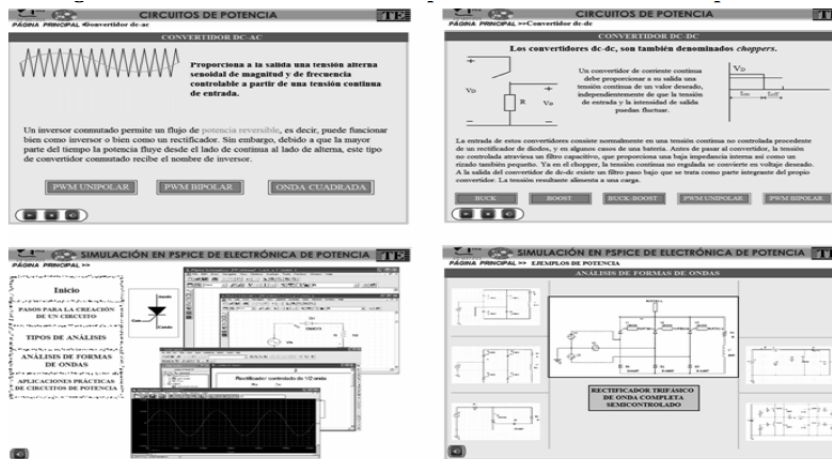 CIRCUITOS DE POTENCIA
PÁGINA PRINCIPAL
Convertidor dc-ac
CONVERTIDOR DC-AC
Proporciona a la salida una tensión alterna
senoidal de magnitud y de frecuencia
controlable a partir de una tensión continua
de entrada.
Un inversor conmutado permite un flujo de potencia reversible, es decir, puede funcionar
bien como inversor o bien como un rectificador. Sin embargo, debido a que la mayor
parte del tiempo la potencia fluye desde el lado de continua al lado de alterna, este tipo
de convertidor conmutado recibe el nombre de inversor.
PWM UNIPOLAR
PWM BIPOLAR
ONDA CUADRADA
CIRCUITOS DE POTENCIA
PÁGINA PRINCIPAL >>Convertidor dc-dc
CONVERTIDOR DC-DC
Los convertidores dc-dc, son también denominados choppers.
Un convertidor de corriente continua
debe proporcionar a su salida una
tensión continua de un valor deseado,
independientemente de que la tensión
de entrada y la intensidad de salida
puedan fluctuar.
La entrada de estos convertidores consiste normalmente en una tensión continua no controlada procedente
de un rectificador de diodos, y en algunos casos de una batería. Antes de pasar al convertidor, la tensión
no controlada atraviesa un filtro capacitivo, que proporciona una baja impedancia interna así como un
rizado también pequeño. Ya en el chopper, la tensión continua no regulada se convierte en voltaje deseado.
A la salida del convertidor de dc-dc existe un filtro paso bajo que se trata como parte integrante del propio
convertidor. La tensión resultante alimenta a una carga.
BUCK
BOOST
BUCK-BOOST
PWM UNIPOLAR
PWM BIPOLAR
SIMULACIÓN EN PSPICE DE ELECTRÓNICA DE POTENCIA
PÁGINA PRINCIPAL >>
Inicio
PASOS PARA LA CREACIÓN
DE UN CIRCUITO
TIPOS DE ANÁLISIS
ANÁLISIS DE FORMAS
DE ONDAS
APLICACIONES PRÁCTICAS
DE CIRCUITOS DE POTENCIA
Rectificador controlado de 1/2 onda
SIMULACIÓN EN PSPICE DE ELECTRÓNICA DE POTENCIA
PÁGINA PRINCIPAL >> EJEMPLOS DE POTENCIA
ANÁLISIS DE FORMAS DE ONDAS
RECTIFICADOR TRIFÁSICO
DE ONDA COMPLETA
SEMICONTROLADO